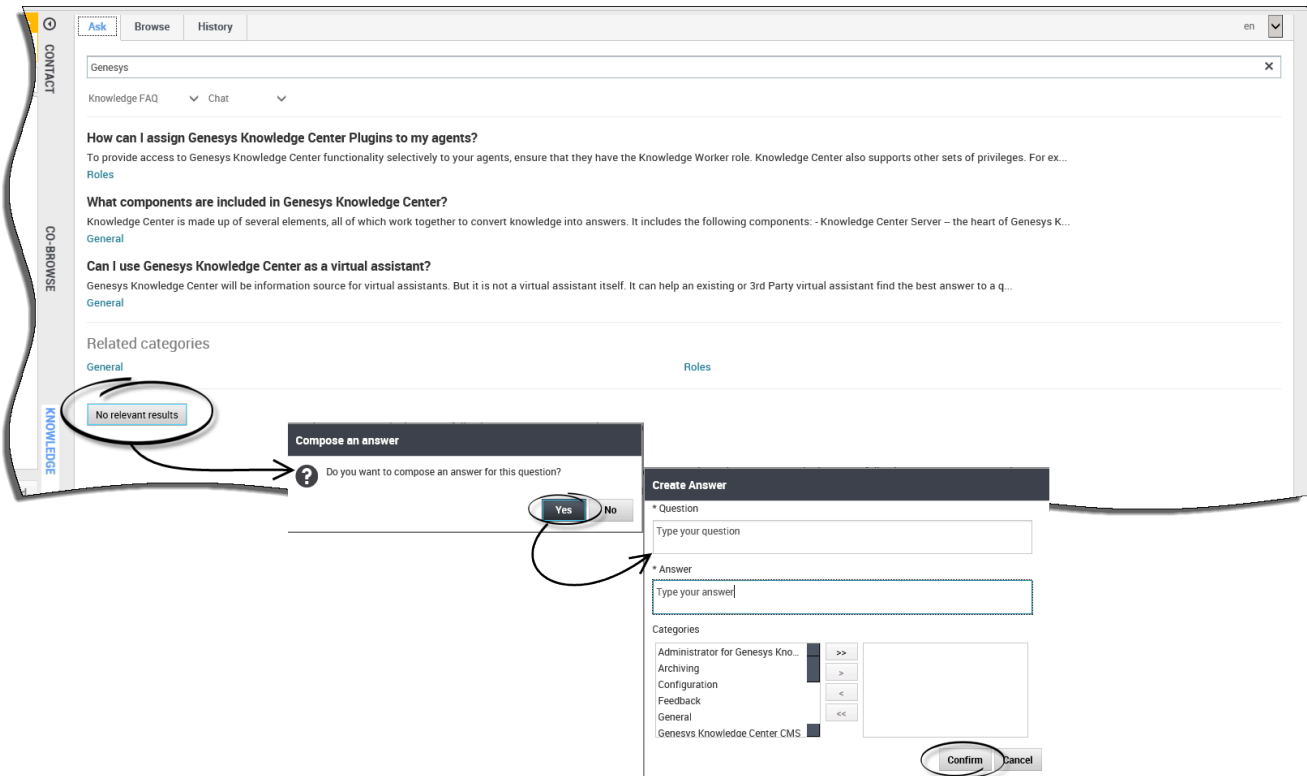 Ask Browse History en
CONTACT
Genesys
Knowledge FAQ Chat
How can I assign Genesys Knowledge Center Plugins to my agents?
To provide access to Genesys Knowledge Center functionality selectively to your agents, ensure that they have the Knowledge Worker role. Knowledge Center also supports other sets of privileges. For ex...
Roles
What components are included in Genesys Knowledge Center?
Knowledge Center is made up of several elements, all of which work together to convert knowledge into answers. It includes the following components: - Knowledge Center Server – the heart of Genesys K...
General
CO-BROWSE
Can I use Genesys Knowledge Center as a virtual assistant?
Genesys Knowledge Center will be information source for virtual assistants. But it is not a virtual assistant itself. It can help an existing or 3rd Party virtual assistant find the best answer to a q...
General
Related categories
General Roles
KNOWLEDGE
No relevant results
Compose an answer
Do you want to compose an answer for this question?
Yes No
Create Answer
* Question
Type your question
* Answer
Type your answer
Categories
Administrator for Genesys Kno... >>
Archiving >
Configuration
Feedback <
General <<
Genesys Knowledge Center CMS
Confirm Cancel